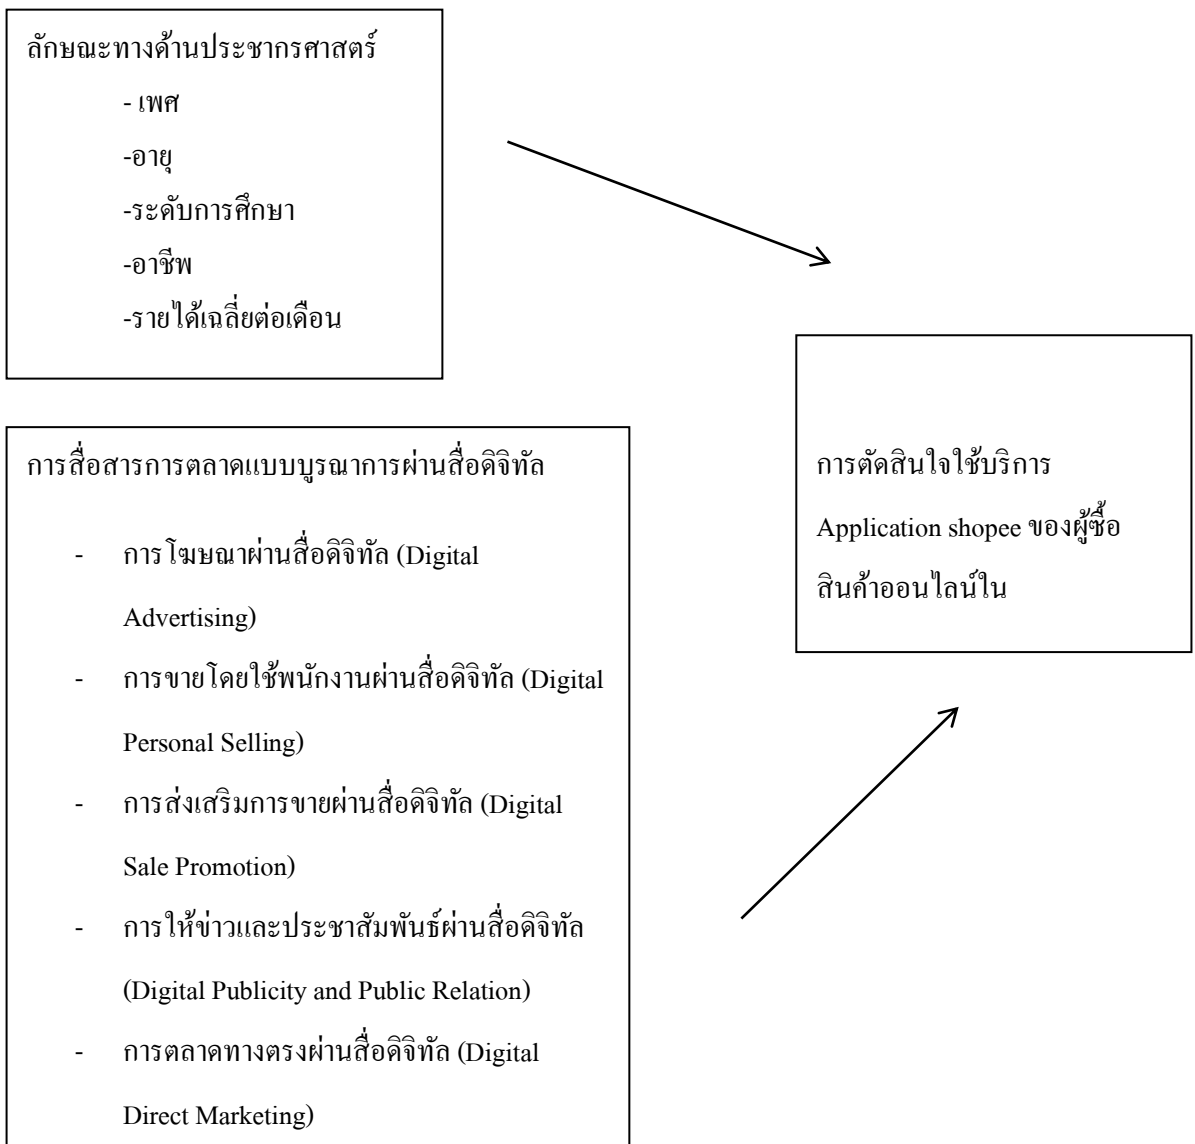 ลักษณะทางด้านประชากรศาสตร์
- เพศ
-อายุ
-ระดับการศึกษา
-อาชีพ
-รายได้เฉลี่ยต่อเดือน
การสื่อสารการตลาดแบบบูรณาการผ่านสื่อดิจิทัล
- การโฆษณาผ่านสื่อดิจิทัล (Digital
Advertising)
- การขายโดยใช้พนักงานผ่านสื่อดิจิทัล (Digital
Personal Selling)
- การส่งเสริมการขายผ่านสื่อดิจิทัล (Digital
Sale Promotion)
- การให้ข่าวและประชาสัมพันธ์ผ่านสื่อดิจิทัล
(Digital Publicity and Public Relation)
- การตลาดทางตรงผ่านสื่อดิจิทัล (Digital
Direct Marketing)
การตัดสินใจใช้บริการ
Application shopee ของผู้ซื้อ
สินค้าออนไลน์ใน